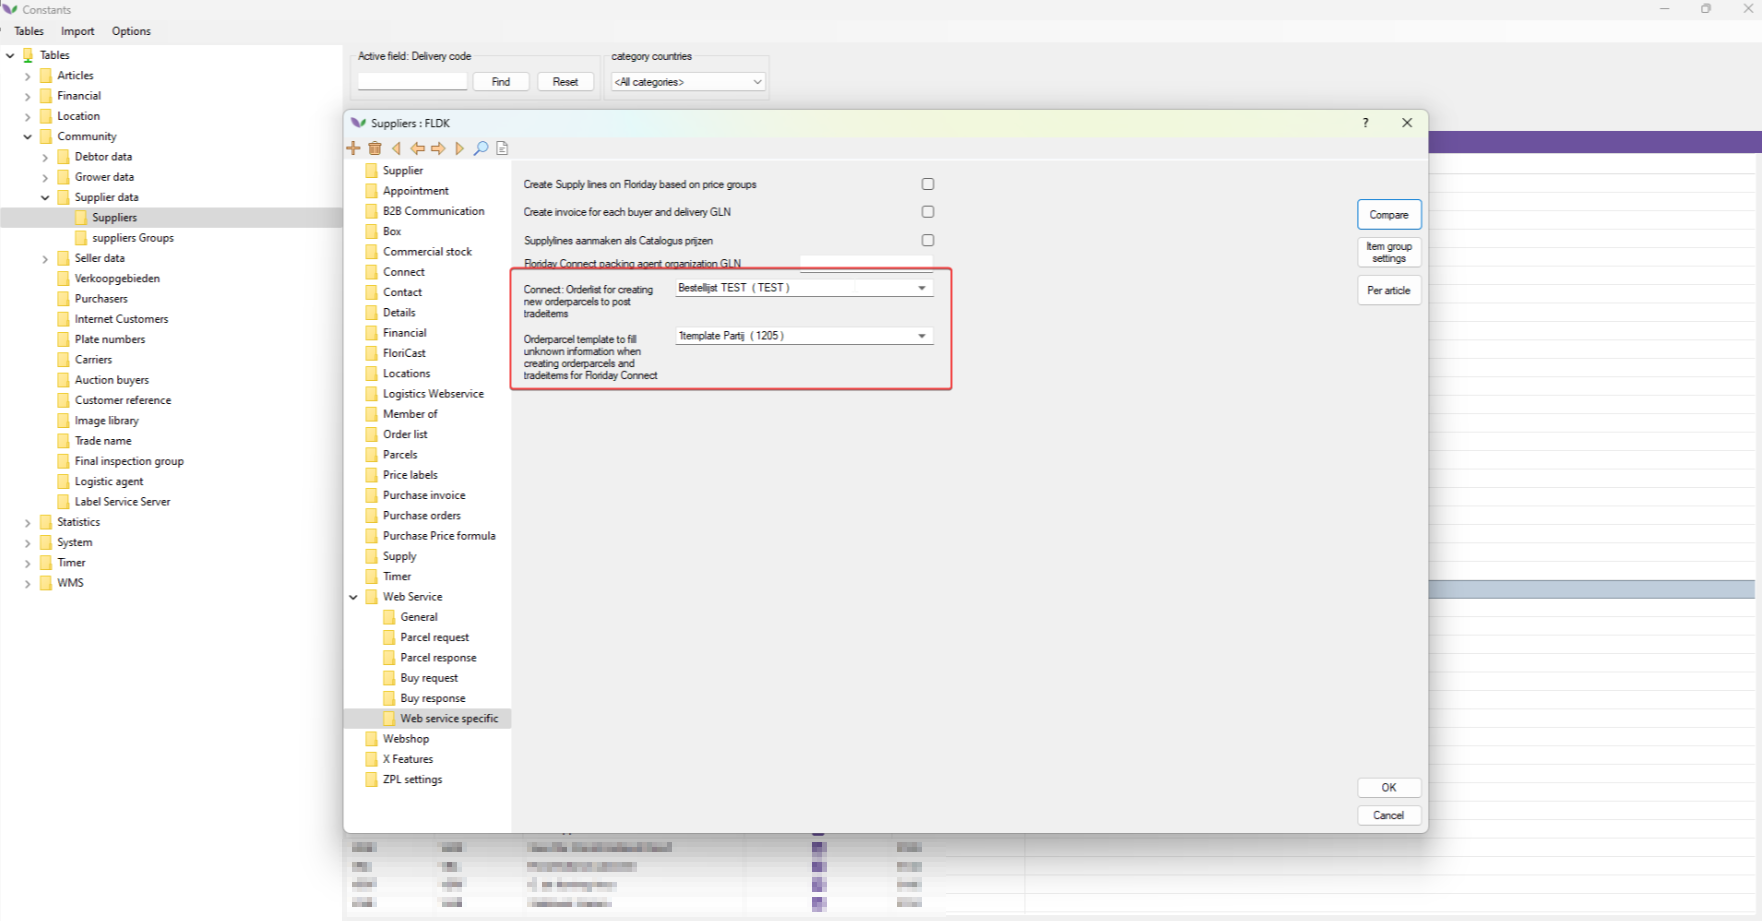 Constants
Tables Import Options
Tables
Articles
Financial
Location
Community
Debtor data
Grower data
Supplier data
Suppliers
suppliers Groups
Seller data
Verkoopgebieden
Purchasers
Internet Customers
Plate numbers
Carriers
Auction buyers
Customer reference
Image library
Trade name
Final inspection group
Logistic agent
Label Service Server
Statistics
System
Timer
WMS
Active field: Delivery code
Find
Reset
category countries
<All categories>
Suppliers : FLDK
?
Supplier
Appointment
B2B Communication
Box
Commercial stock
Connect
Contact
Details
Financial
FloriCast
Locations
Logistics Webservice
Member of
Order list
Parcels
Price labels
Purchase invoice
Purchase orders
Purchase Price formula
Supply
Timer
Web Service
General
Parcel request
Parcel response
Buy request
Buy response
Web service specific
Webshop
X Features
ZPL settings
Create Supply lines on Floriday based on price groups
Create invoice for each buyer and delivery GLN
Supplylines aanmaken als Catalogus prijzen
Floriday Connect packing agent organization GLN
Connect: Orderlist for creating
new orderparcels to post
tradeitems
Bestellijst TEST ( TEST )
Orderparcel template to fill
unknown information when
creating orderparcels and
tradeitems for Floriday Connect
1template Partij ( 1205 )
Compare
Item group
settings
Per article
OK
Cancel